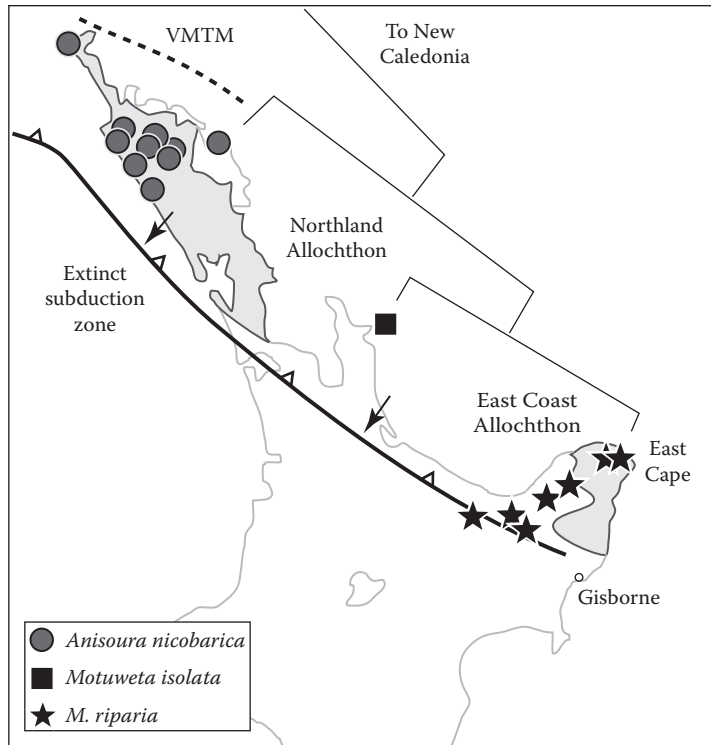 VMTM
To New
Caledonia
Northland
Allochthon
Extinct
subduction
zone
East Coast
Allochthon
East
Cape
Gisborne
Anisoura nicobarica
Motuweta isolata
M. riparia